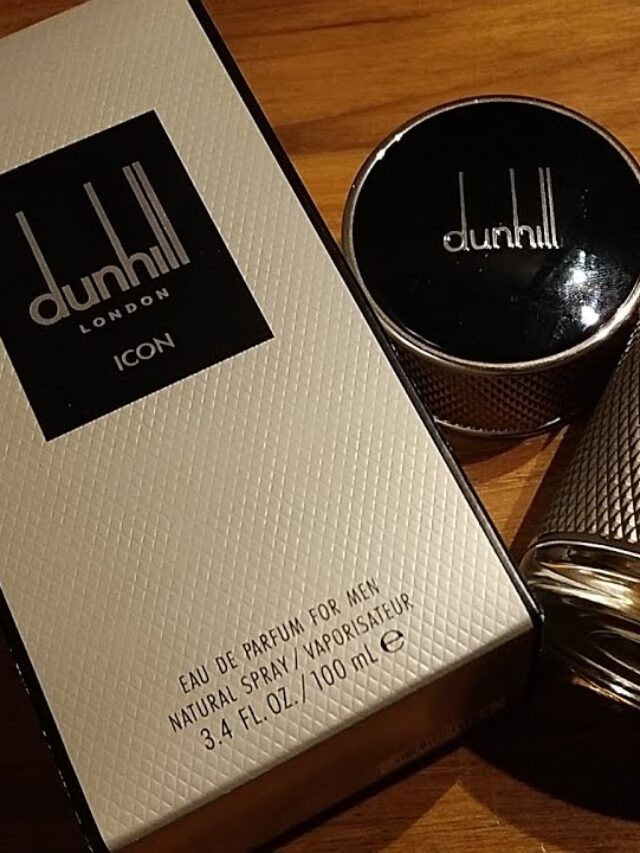 dunhill
LONDON
ICON
EAU DE PARFUM FOR MEN
NATURAL SPRAY / VAPORISATEUR
3.4 FL. OZ. / 100 mL ℮
dunhill